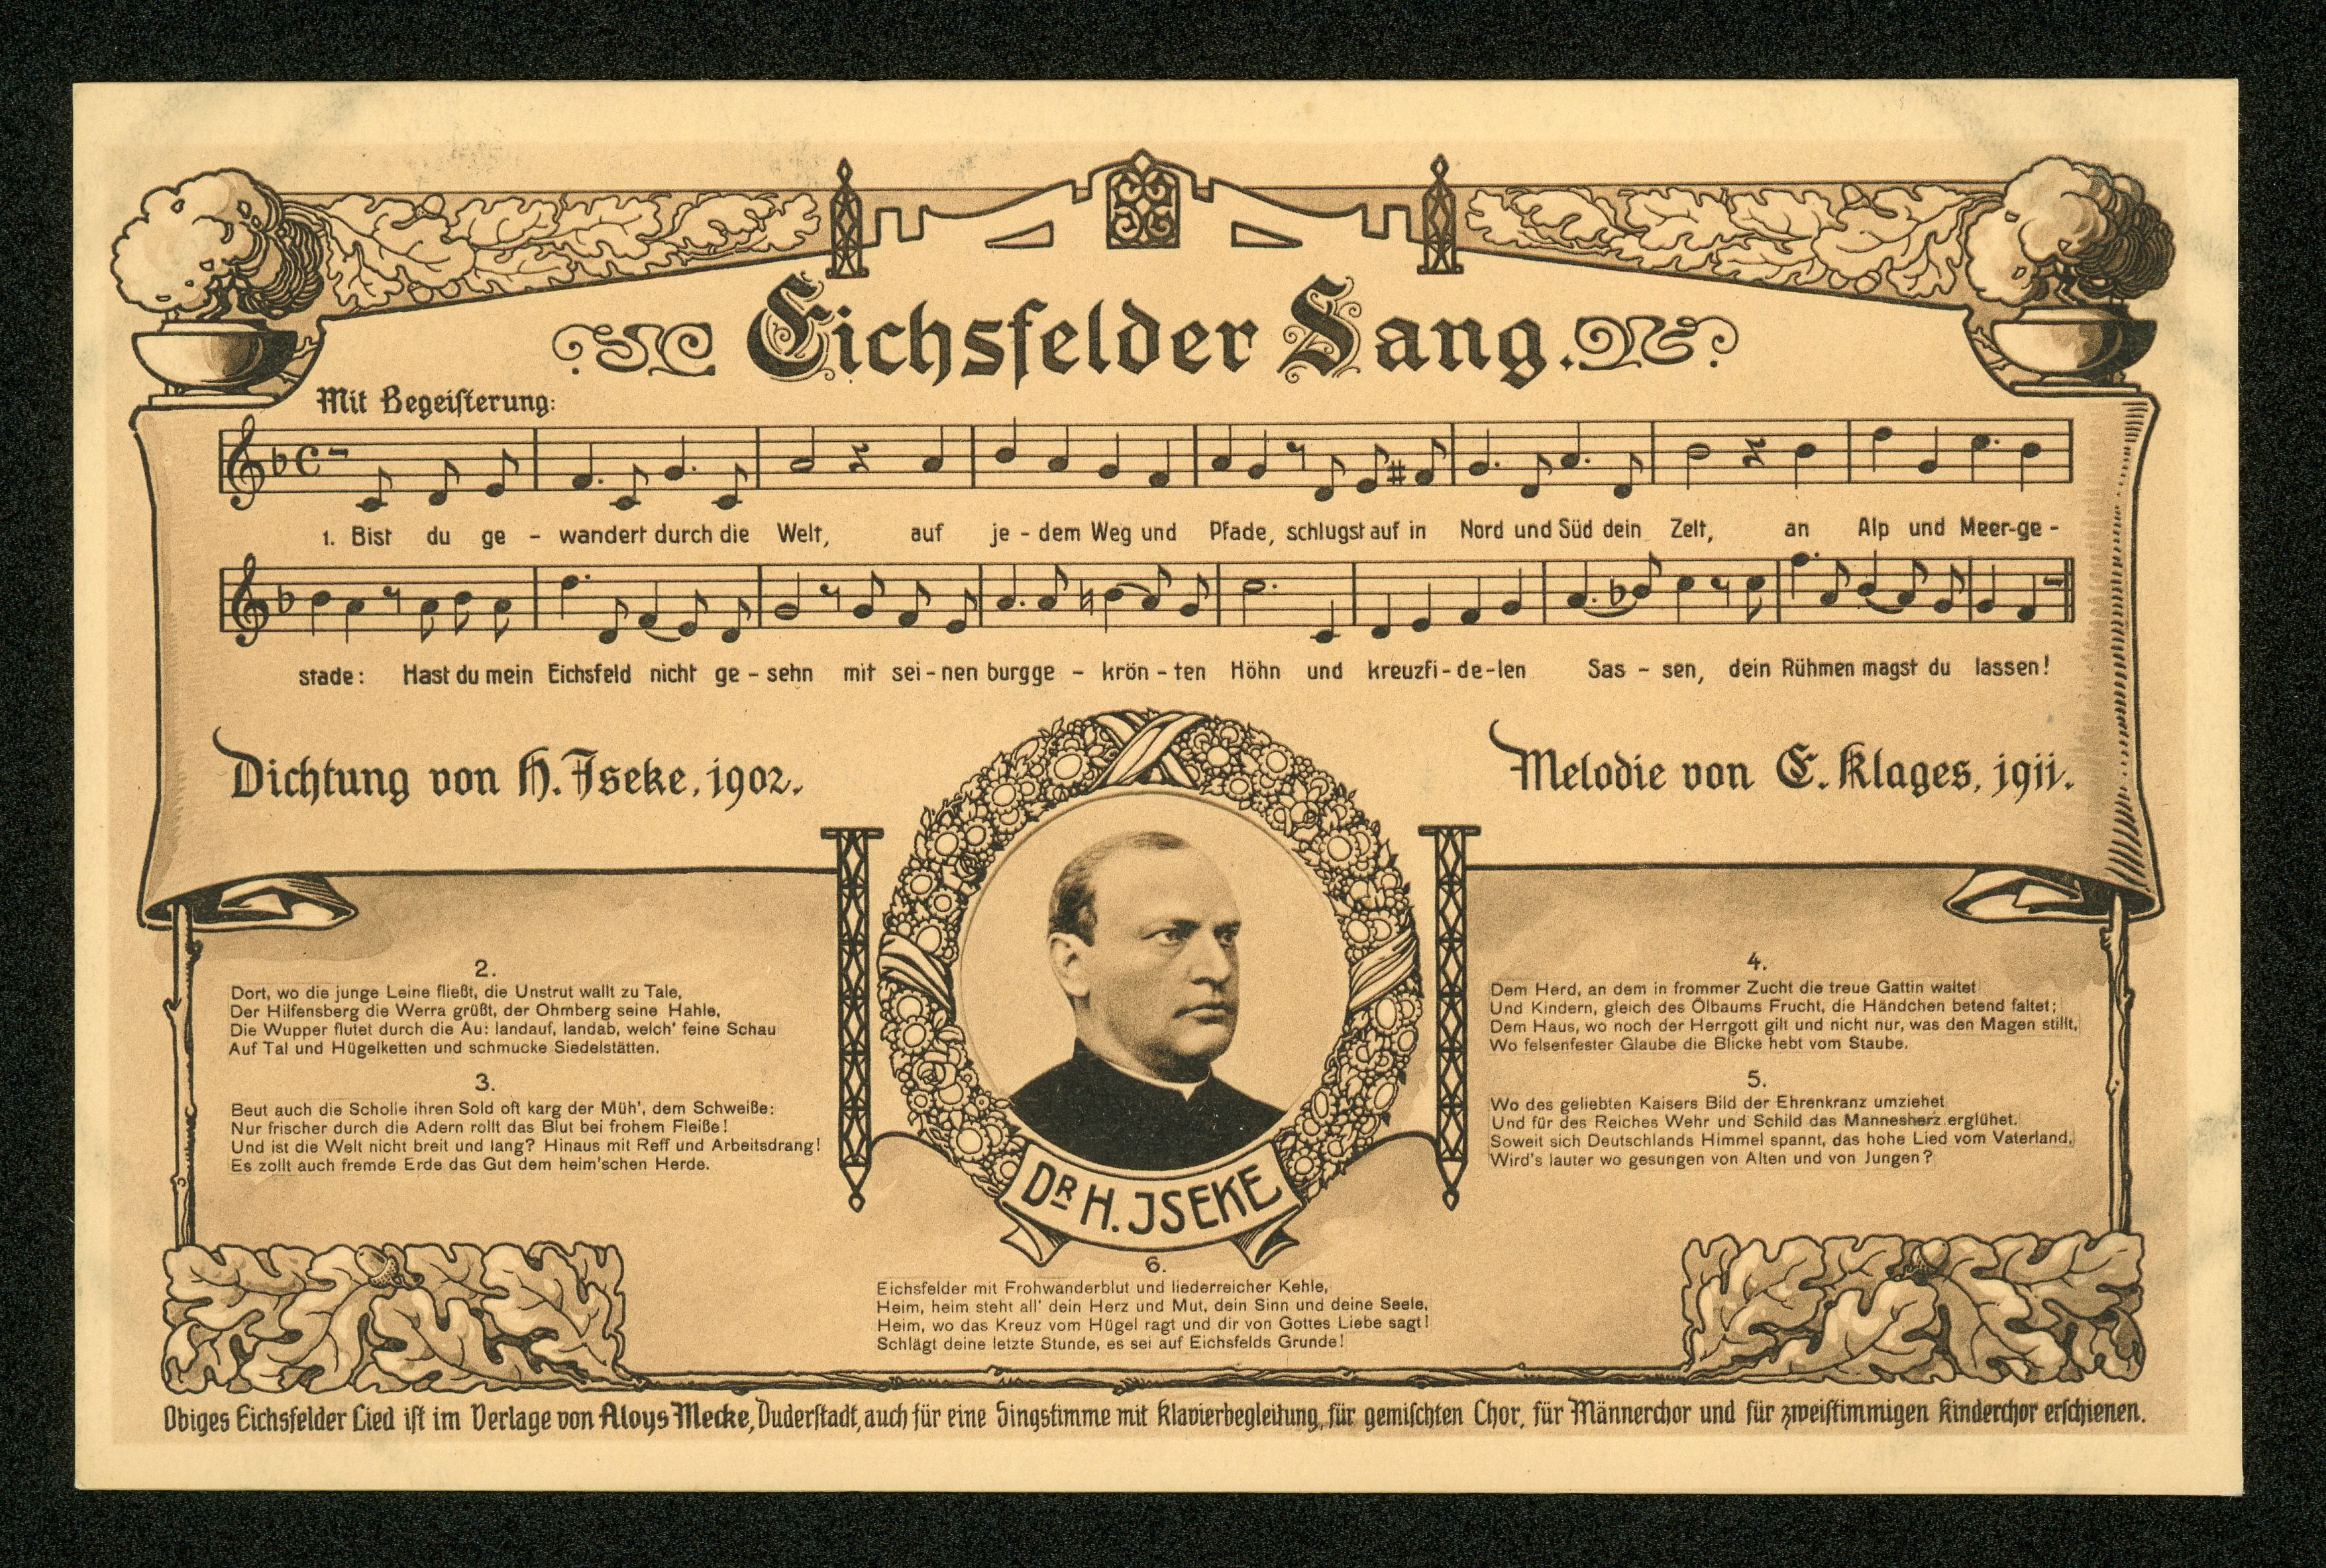 Eichsfelder Sang.
Mit Begeisterung:
1. Bist du ge - wandert durch die Welt, auf je - dem Weg und Pfade, schlugst auf in Nord und Süd dein Zelt, an Alp und Meer-ge -
stade: Hast du mein Eichsfeld nicht ge - sehn mit sei - nen burgge - krön - ten Höhn und kreuzfi - de - len Sas - sen, dein Rühmen magst du lassen!
Dichtung von H. Iseke, 1902.
Melodie von E. Klages, 1911.
2.
Dort, wo die junge Leine fließt, die Unstrut wallt zu Tale,
Der Hilfensberg die Werra grüßt, der Ohmberg seine Hahle,
Die Wupper flutet durch die Au: landauf, landab, welch' feine Schau
Auf Tal und Hügelketten und schmucke Siedelstätten.
3.
Beut auch die Scholle ihren Sold oft karg der Müh', dem Schweiße:
Nur frischer durch die Adern rollt das Blut bei frohem Fleiße!
Und ist die Welt nicht breit und lang? Hinaus mit Reff und Arbeitsdrang!
Es zollt auch fremde Erde das Gut dem heim'schen Herde.
DR H. ISEKE
4.
Dem Herd, an dem in frommer Zucht die treue Gattin waltet
Und Kindern, gleich des Ölbaums Frucht, die Händchen betend faltet;
Dem Haus, wo noch der Herrgott gilt und nicht nur, was den Magen stillt,
Wo felsenfester Glaube die Blicke hebt vom Staube.
5.
Wo des geliebten Kaisers Bild der Ehrenkranz umziehet
Und für des Reiches Wehr und Schild das Mannesherz erglühet.
Soweit sich Deutschlands Himmel spannt, das hohe Lied vom Vaterland,
Wird's lauter wo gesungen von Alten und von Jungen?
6.
Eichsfelder mit Frohwanderblut und liederreicher Kehle,
Heim, heim steht all' dein Herz und Mut, dein Sinn und deine Seele,
Heim, wo das Kreuz vom Hügel ragt und dir von Gottes Liebe sagt!
Schlägt deine letzte Stunde, es sei auf Eichsfelds Grunde!
Obiges Eichsfelder Lied ist im Verlage von Aloys Mecke, Duderstadt, auch für eine Singstimme mit Klavierbegleitung, für gemischten Chor, für Männerchor und für zweistimmigen Kinderchor erschienen.